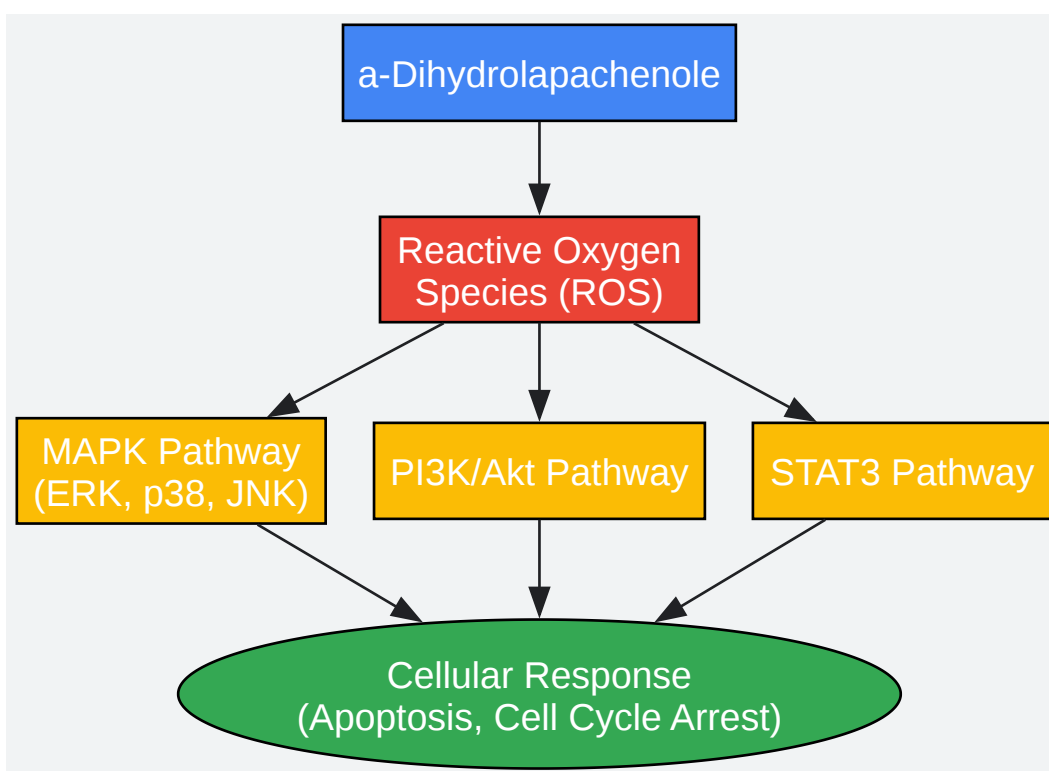 a-Dihydrolapachenole
Reactive Oxygen
Species (ROS)
MAPK Pathway
(ERK, p38, JNK)
PI3K/Akt Pathway
STAT3 Pathway
Cellular Response
(Apoptosis, Cell Cycle Arrest)